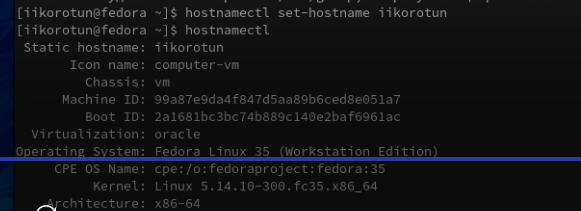 [iikorotun@fedora ~]$ hostnamectl set-hostname iikorotun
[iikorotun@fedora ~]$ hostnamectl
Static hostname: iikorotun
Icon name: computer-vm
Chassis: vm
Machine ID: 99a87e9da4f847d5aa89b6ced8e051a7
Boot ID: 2a1681bc3bc74b889c140e2baf6961ac
Virtualization: oracle
Operating System: Fedora Linux 35 (Workstation Edition)
CPE OS Name: cpe:/o:fedoraproject:fedora:35
Kernel: Linux 5.14.10-300.fc35.x86_64
Architecture: x86-64